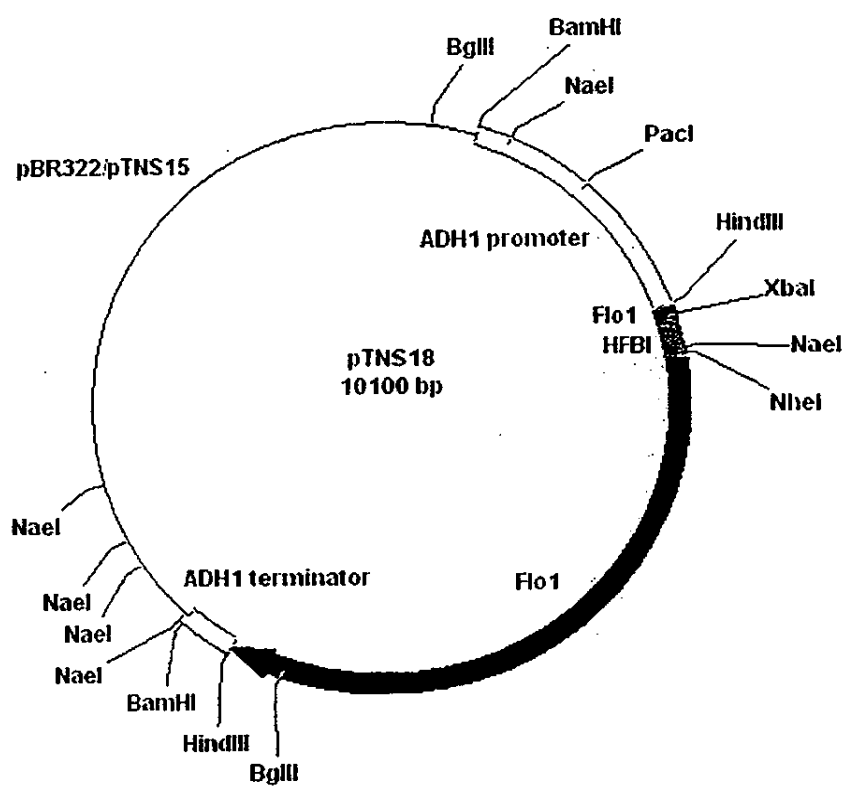 BamHI
BglII
NaeI
PacI
pBR322/pTNS15
HindIII
ADH1 promoter
XbaI
Flo1
HFBI
NaeI
pTNS18
10100 bp
NheI
NaeI
ADH1 terminator
Flo1
NaeI
NaeI
NaeI
BamHI
HindIII
BglII